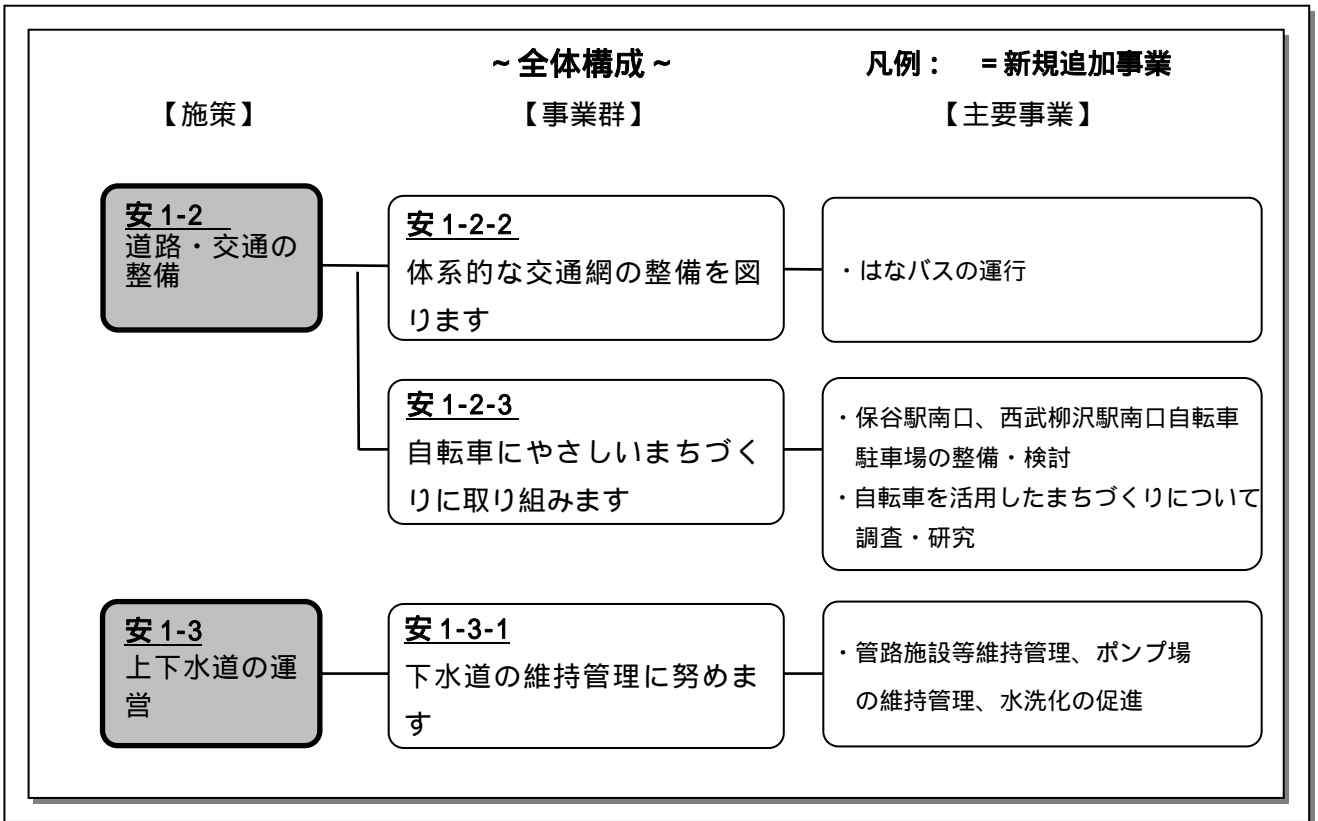 ~全体構成~
凡例： =新規追加事業
【施策】
【事業群】
【主要事業】
安1-2
道路・交通の
整備
安1-2-2
体系的な交通網の整備を図
ります
・はなバスの運行
安1-2-3
自転車にやさしいまちづく
りに取り組みます
・保谷駅南口、西武柳沢駅南口自転車
駐車場の整備・検討
・自転車を活用したまちづくりについて
調査・研究
安1-3
上下水道の運
営
安1-3-1
下水道の維持管理に努めま
す
・管路施設等維持管理、ポンプ場
の維持管理、水洗化の促進